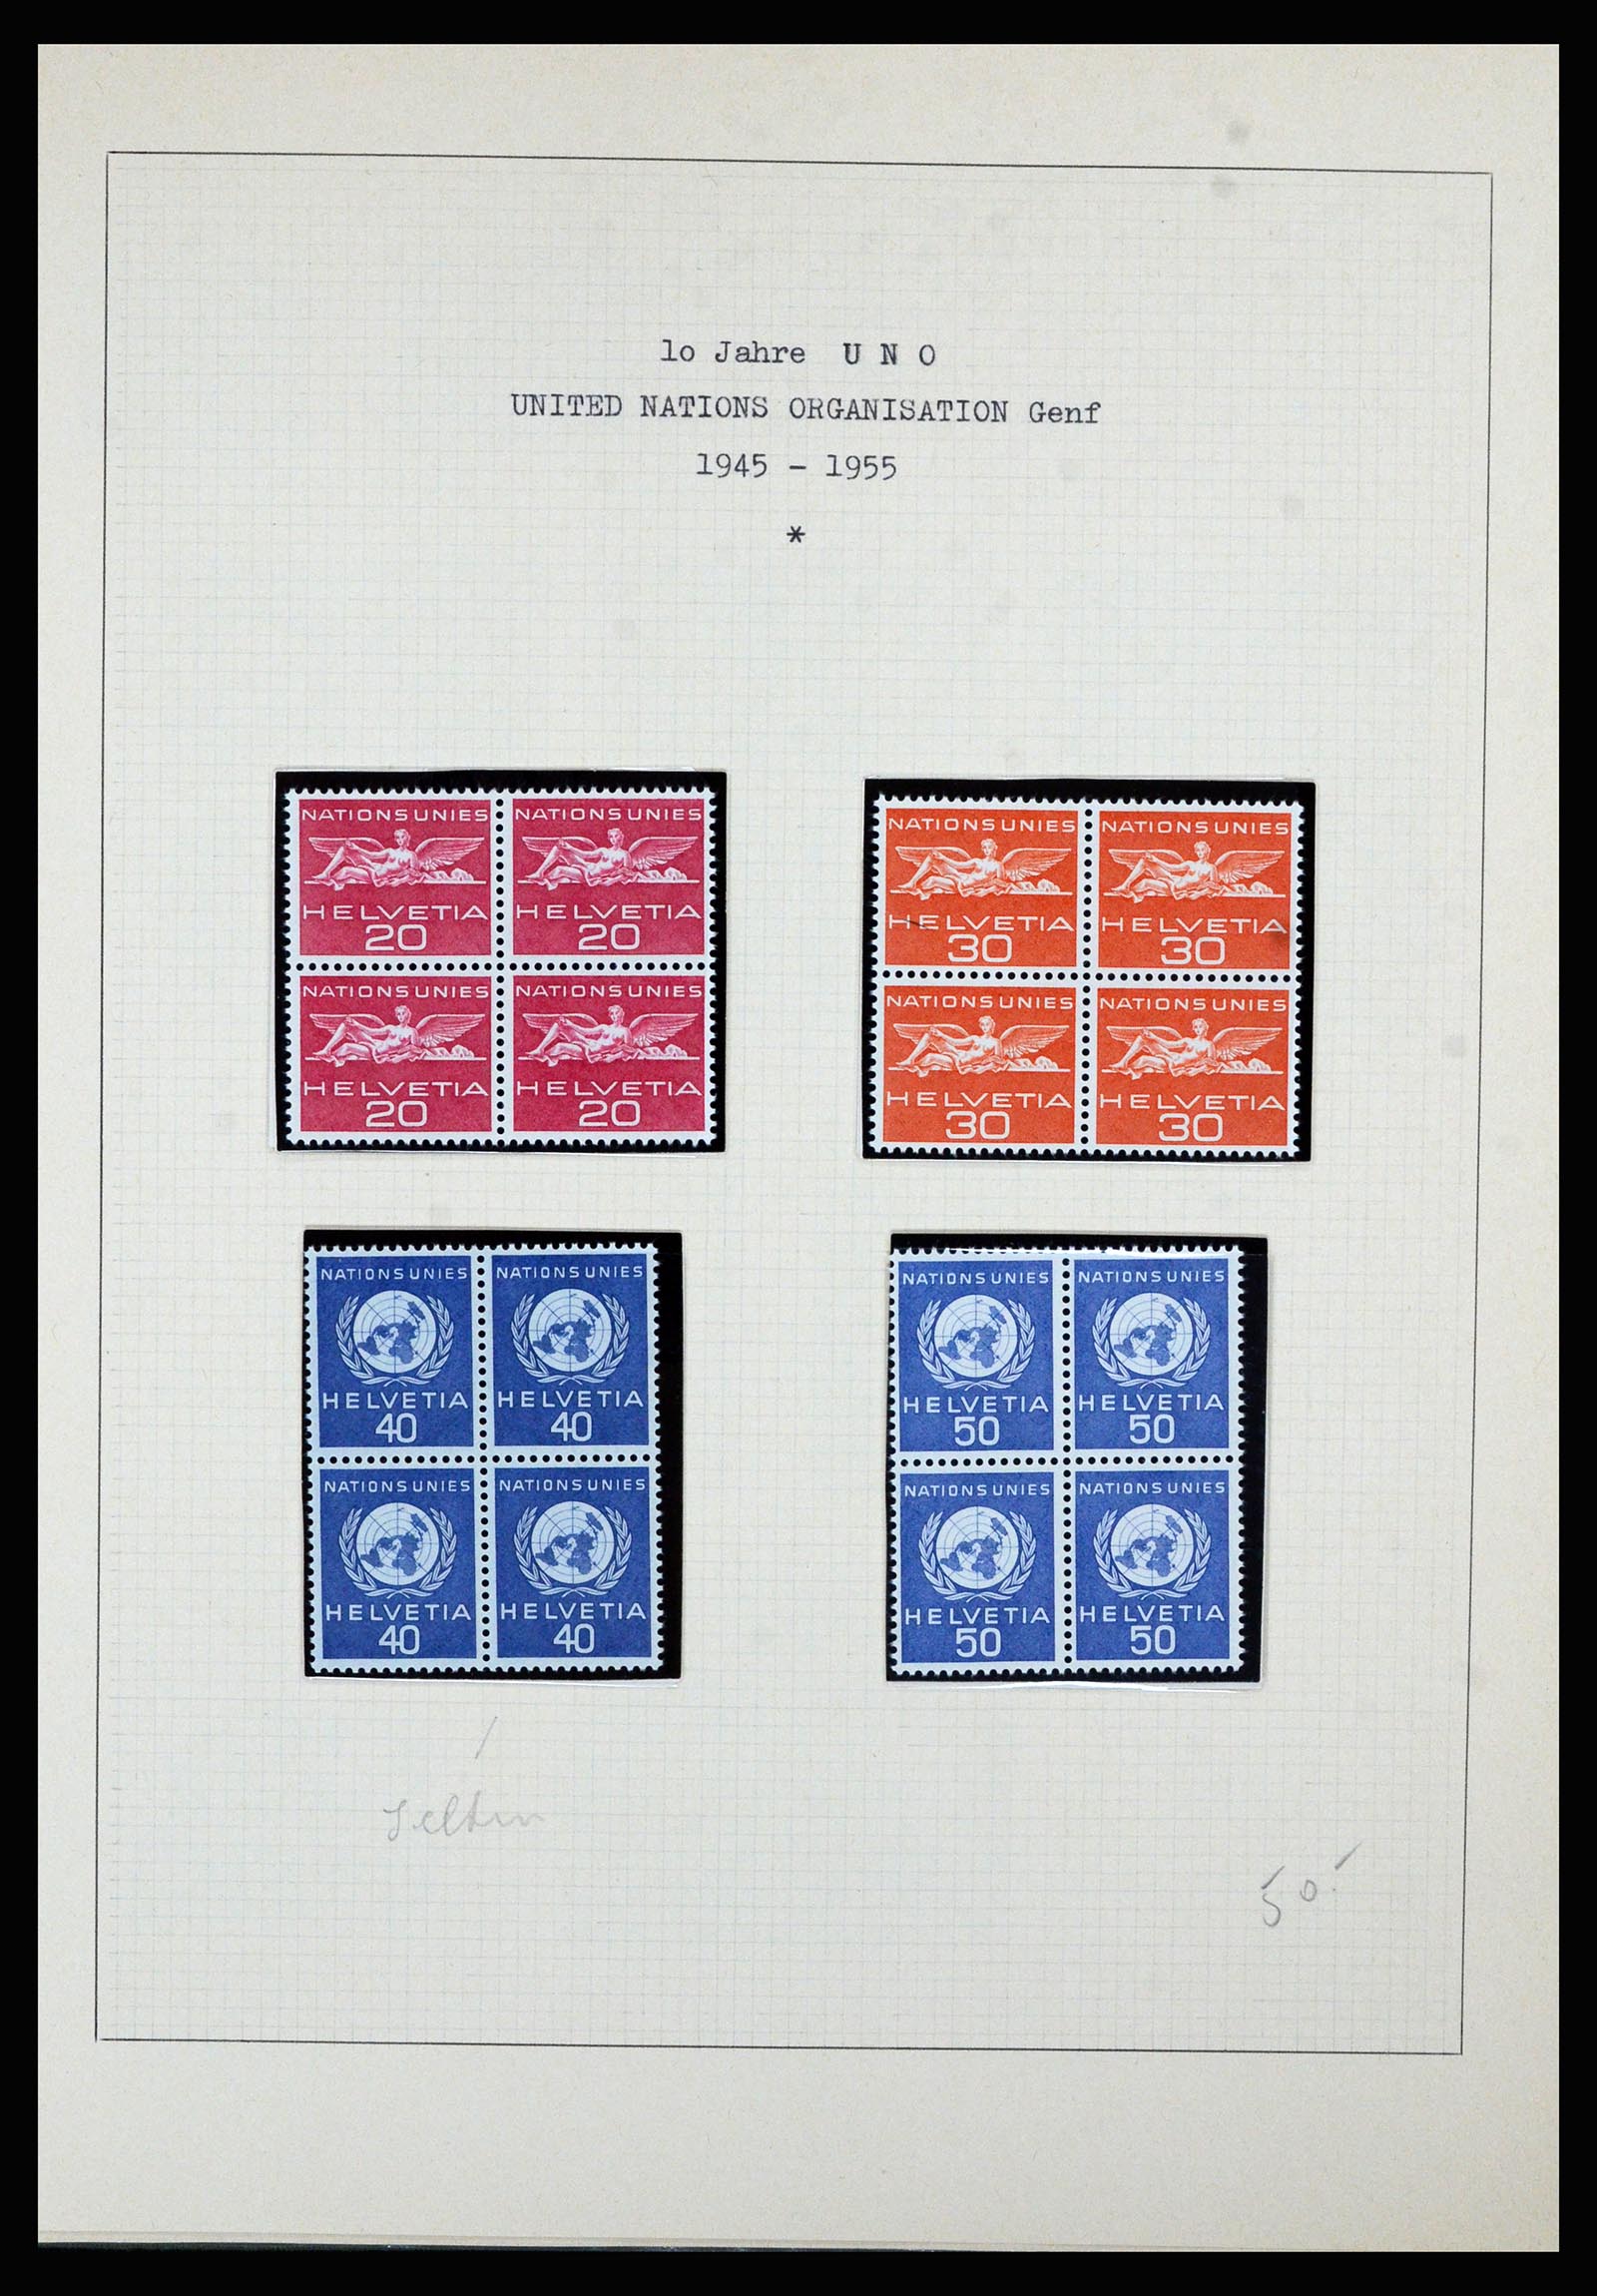 lo Jahre U N O
UNITED NATIONS ORGANISATION Genf
1945 - 1955
*
NATIONS UNIES NATIONS UNIES
HELVETIA HELVETIA
20 20
NATIONS UNIES NATIONS UNIES
HELVETIA HELVETIA
20 20
NATIONS UNIES NATIONS UNIES
HELVETIA HELVETIA
30 30
NATIONS UNIES NATIONS UNIES
HELVETIA HELVETIA
30 30
NATIONS UNIES NATIONS UNIES
HELVETIA HELVETIA
40 40
NATIONS UNIES NATIONS UNIES
HELVETIA HELVETIA
40 40
NATIONS UNIES NATIONS UNIES
HELVETIA HELVETIA
50 50
NATIONS UNIES NATIONS UNIES
HELVETIA HELVETIA
50 50
Selten
50.-